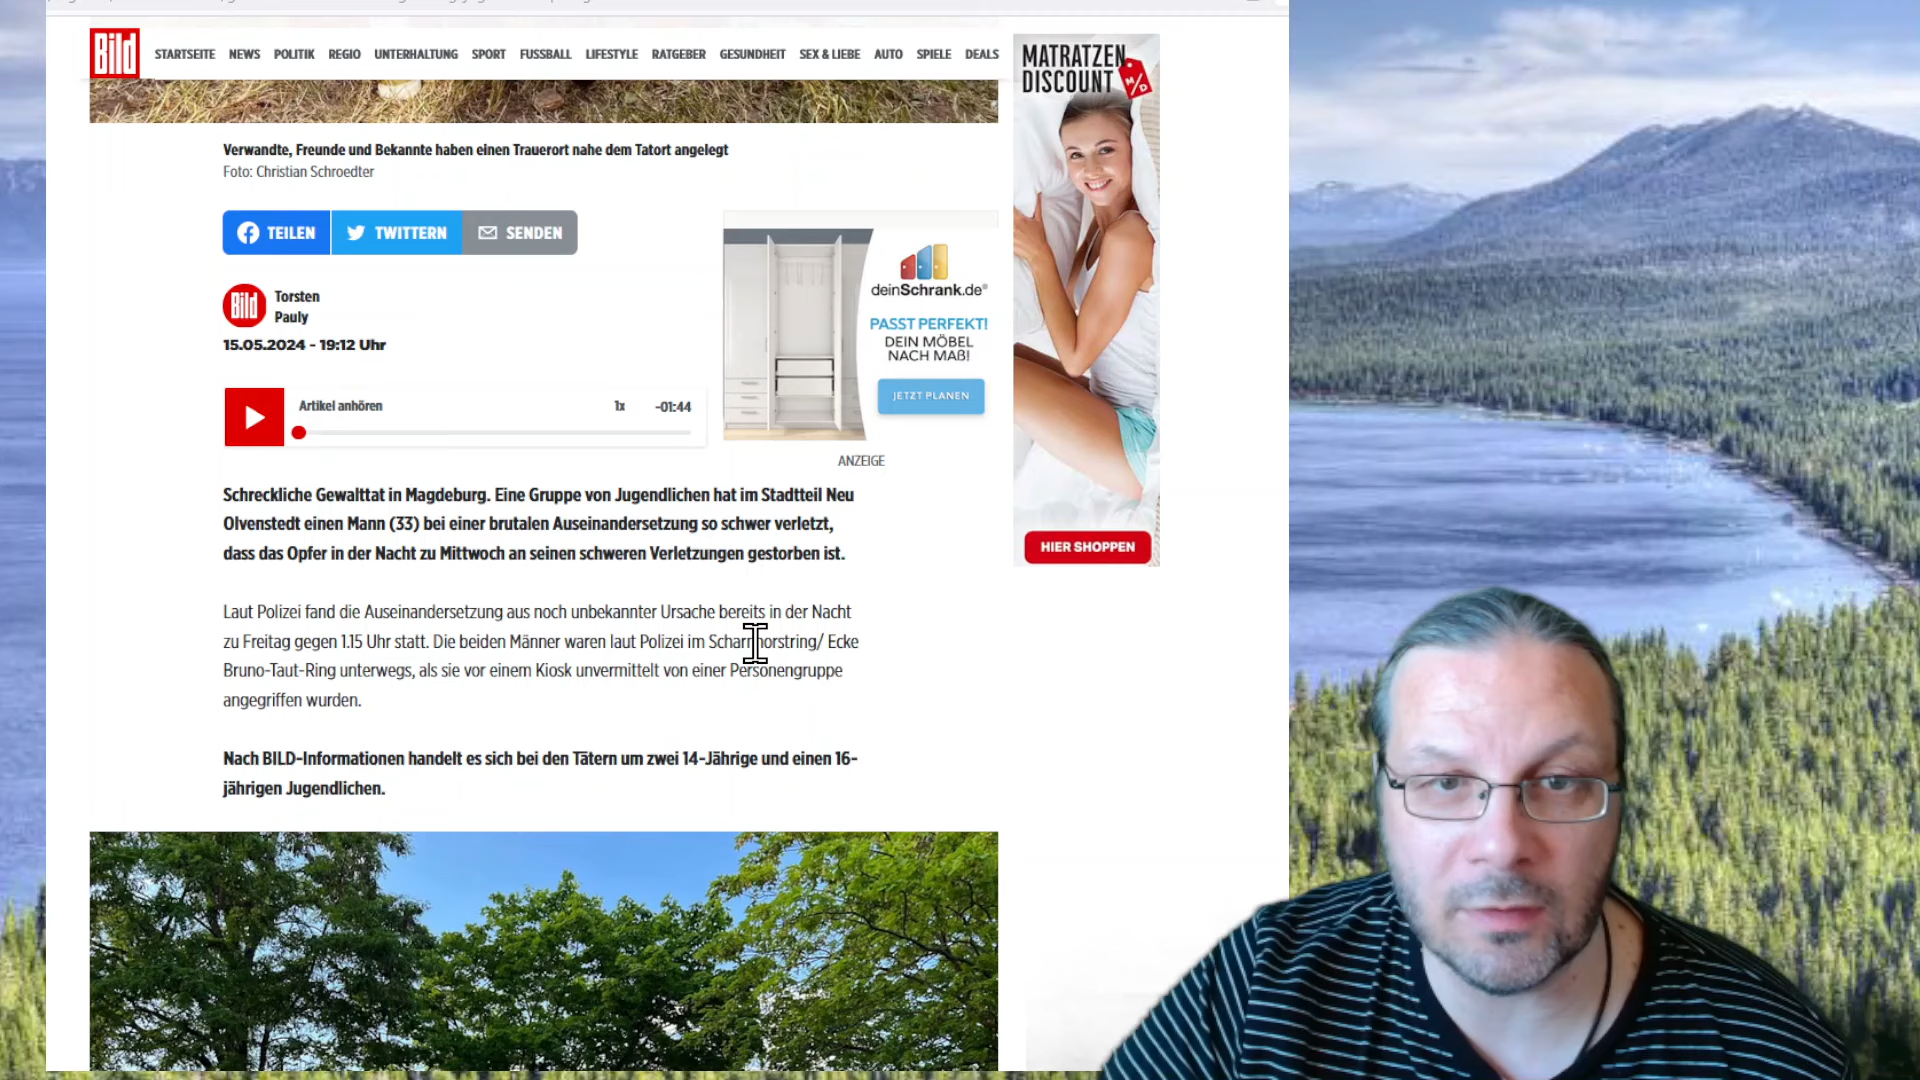 Bild
STARTSEITE NEWS POLITIK REGIO UNTERHALTUNG SPORT FUSSBALL LIFESTYLE RATGEBER GESUNDHEIT SEX & LIEBE AUTO SPIELE DEALS
MATRATZEN
DISCOUNT
M/D
Verwandte, Freunde und Bekannte haben einen Trauerort nahe dem Tatort angelegt
Foto: Christian Schroedter
TEILEN TWITTERN SENDEN
deinSchrank.de®
PASST PERFEKT!
DEIN MÖBEL
NACH MAß!
JETZT PLANEN
Bild
Torsten
Pauly
15.05.2024 - 19:12 Uhr
Artikel anhören 1x -01:44
ANZEIGE
HIER SHOPPEN
Schreckliche Gewalttat in Magdeburg. Eine Gruppe von Jugendlichen hat im Stadtteil Neu
Olvenstedt einen Mann (33) bei einer brutalen Auseinandersetzung so schwer verletzt,
dass das Opfer in der Nacht zu Mittwoch an seinen schweren Verletzungen gestorben ist.
Laut Polizei fand die Auseinandersetzung aus noch unbekannter Ursache bereits in der Nacht
zu Freitag gegen 1.15 Uhr statt. Die beiden Männer waren laut Polizei im Scharnhorstring/ Ecke
Bruno-Taut-Ring unterwegs, als sie vor einem Kiosk unvermittelt von einer Personengruppe
angegriffen wurden.
Nach BILD-Informationen handelt es sich bei den Tätern um zwei 14-Jährige und einen 16-
jährigen Jugendlichen.